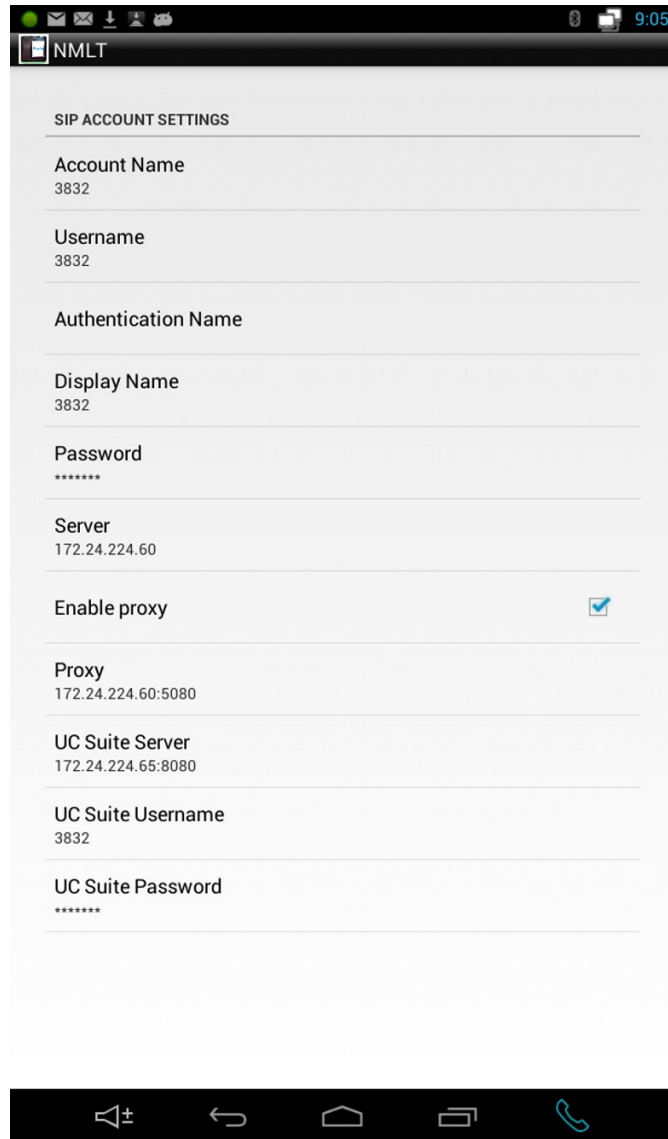 9:05
NMLT
SIP ACCOUNT SETTINGS
Account Name
3832
Username
3832
Authentication Name
Display Name
3832
Password
*******
Server
172.24.224.60
Enable proxy
Proxy
172.24.224.60:5080
UC Suite Server
172.24.224.65:8080
UC Suite Username
3832
UC Suite Password
*******